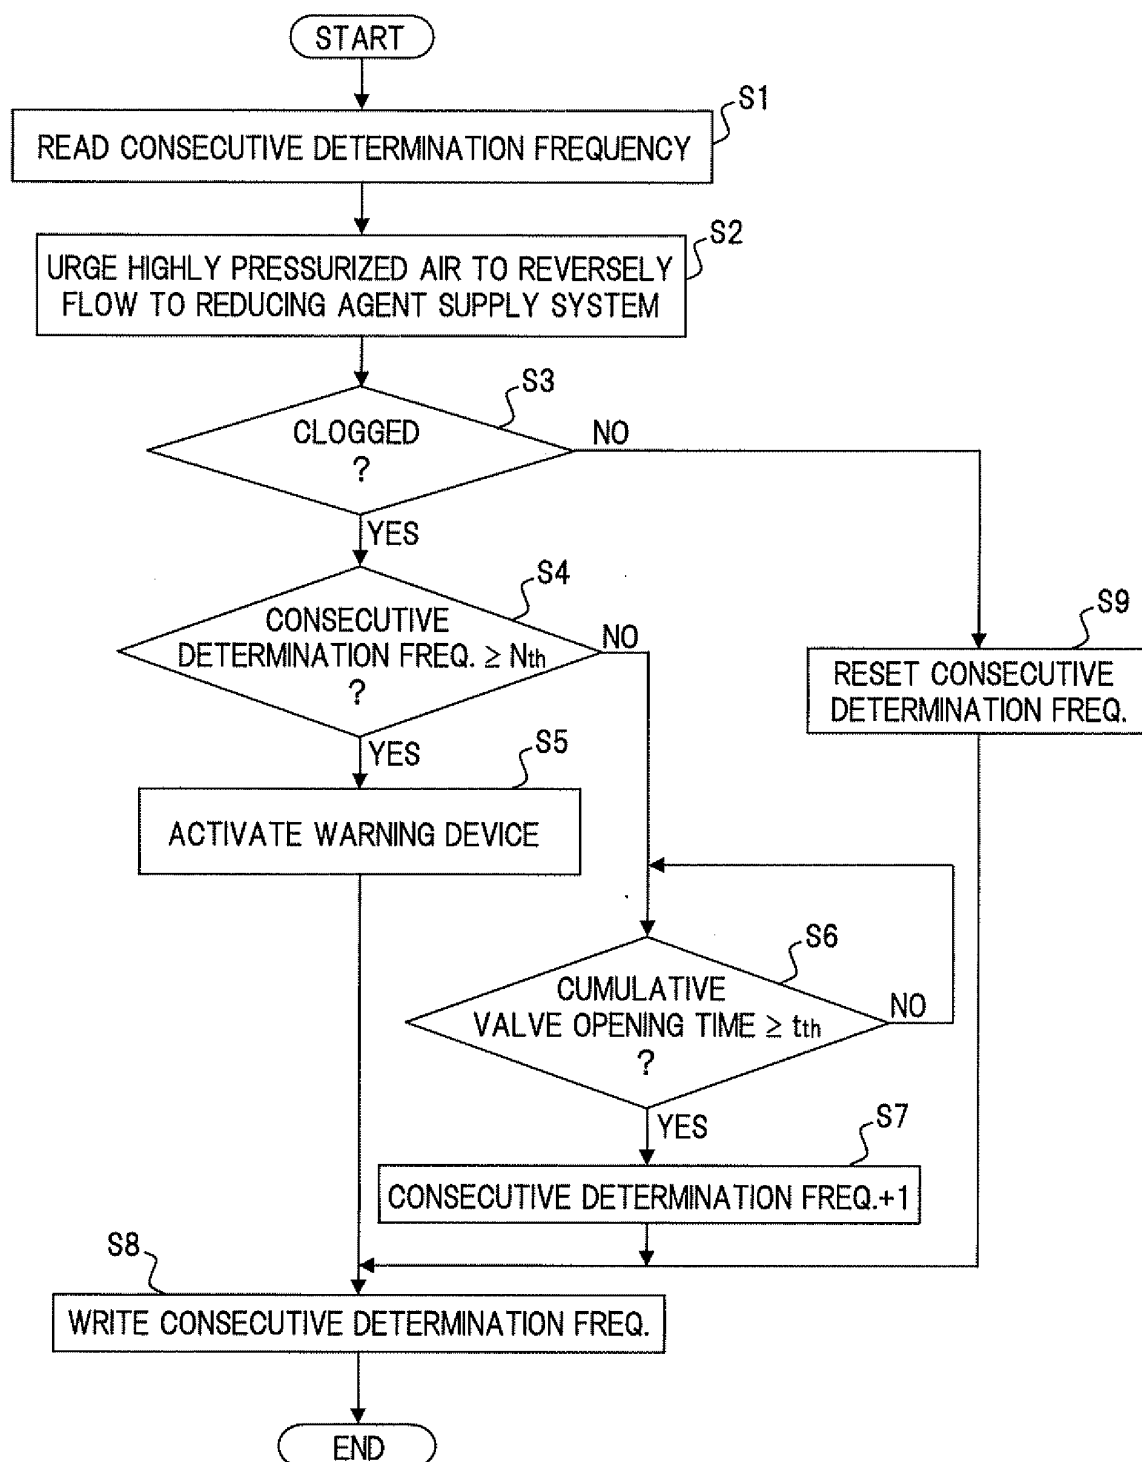 START
S1
READ CONSECUTIVE DETERMINATION FREQUENCY
S2
URGE HIGHLY PRESSURIZED AIR TO REVERSELY
FLOW TO REDUCING AGENT SUPPLY SYSTEM
S3
CLOGGED
?
NO
YES
S4
CONSECUTIVE
DETERMINATION FREQ. ≥ Nth
?
NO
YES
S9
RESET CONSECUTIVE
DETERMINATION FREQ.
S5
ACTIVATE WARNING DEVICE
S6
CUMULATIVE
VALVE OPENING TIME ≥ tth
?
NO
YES
S7
CONSECUTIVE DETERMINATION FREQ.+1
S8
WRITE CONSECUTIVE DETERMINATION FREQ.
END